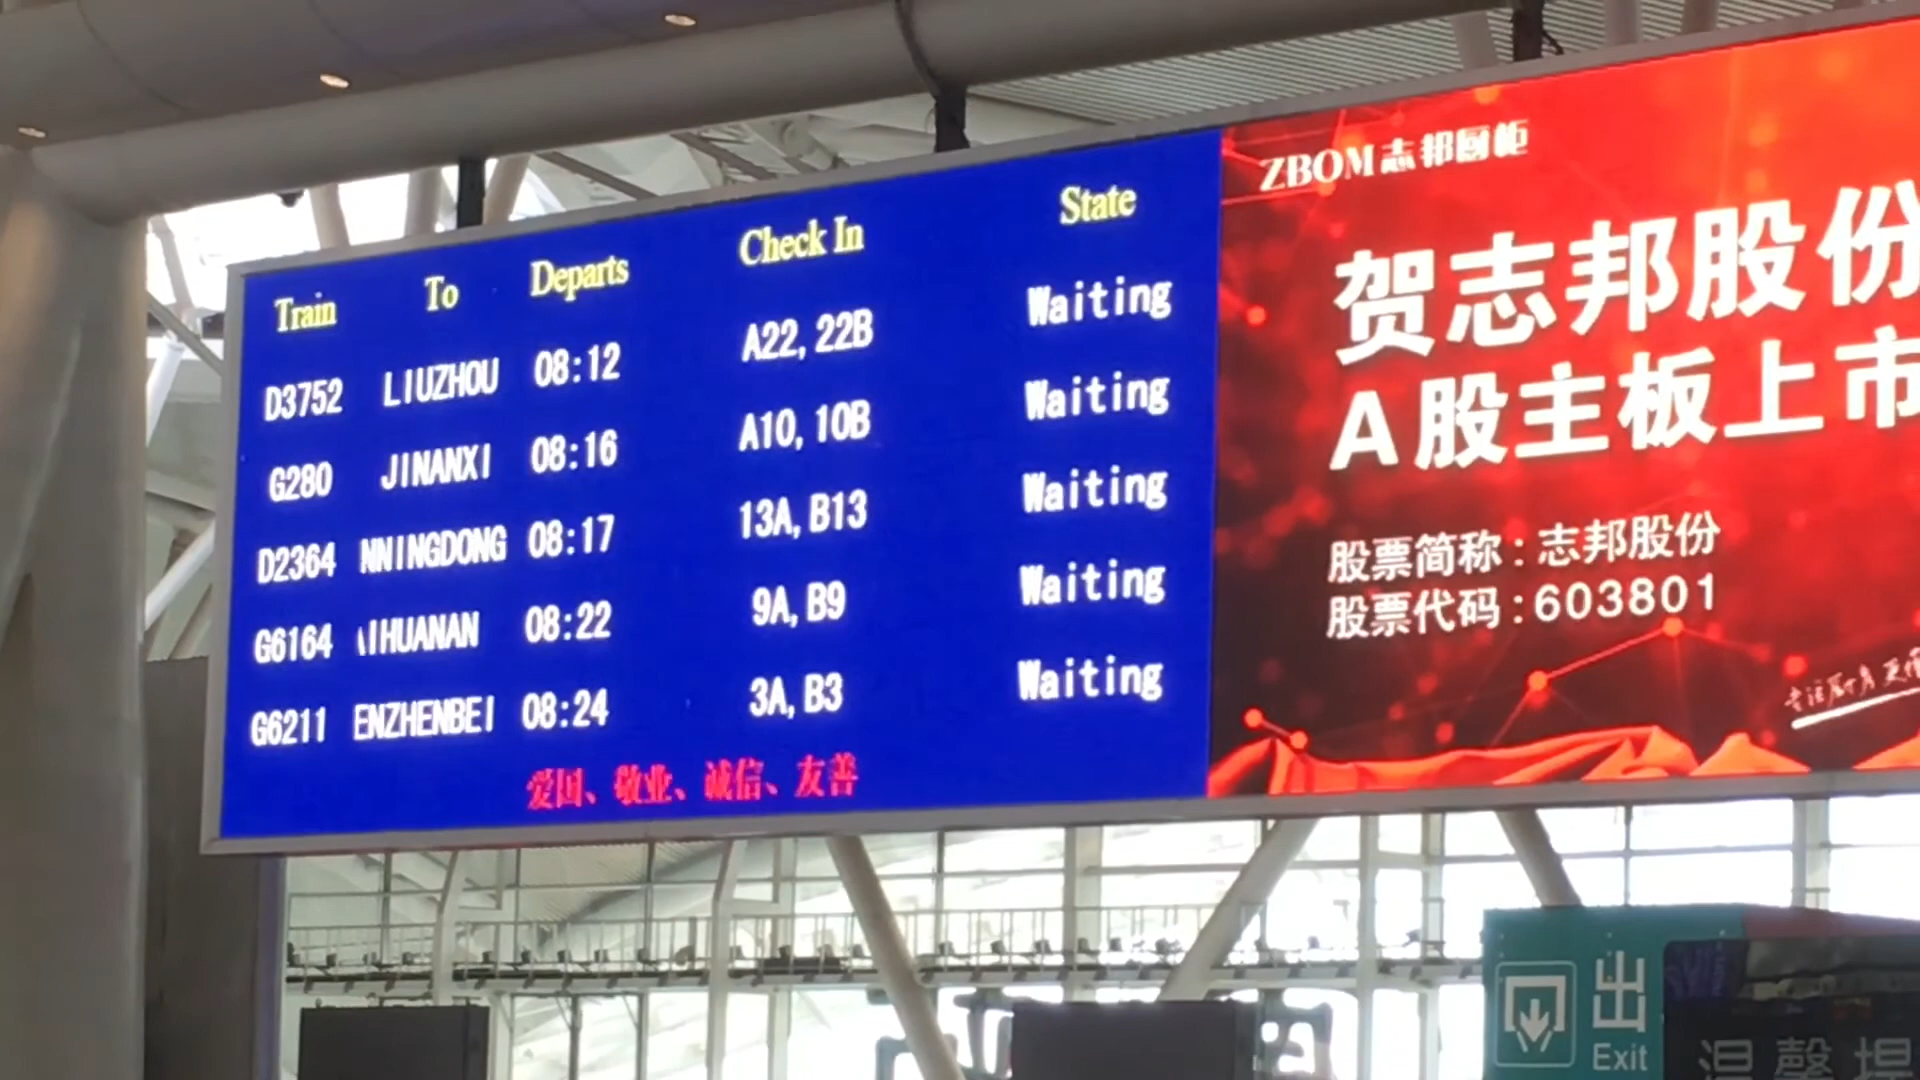 Train To Departs Check In State
D3752 LIUZHOU 08:12 A22, 22B Waiting
G280 JINANXI 08:16 A10, 10B Waiting
D2364 NNINGDONG 08:17 13A, B13 Waiting
G6164 IHUANAN 08:22 9A, B9 Waiting
G6211 ENZHENBEI 08:24 3A, B3 Waiting
爱国、敬业、诚信、友善
ZBOM志邦厨柜
贺志邦股份
A股主板上市
股票简称:志邦股份
股票代码:603801
出
Exit
温馨提